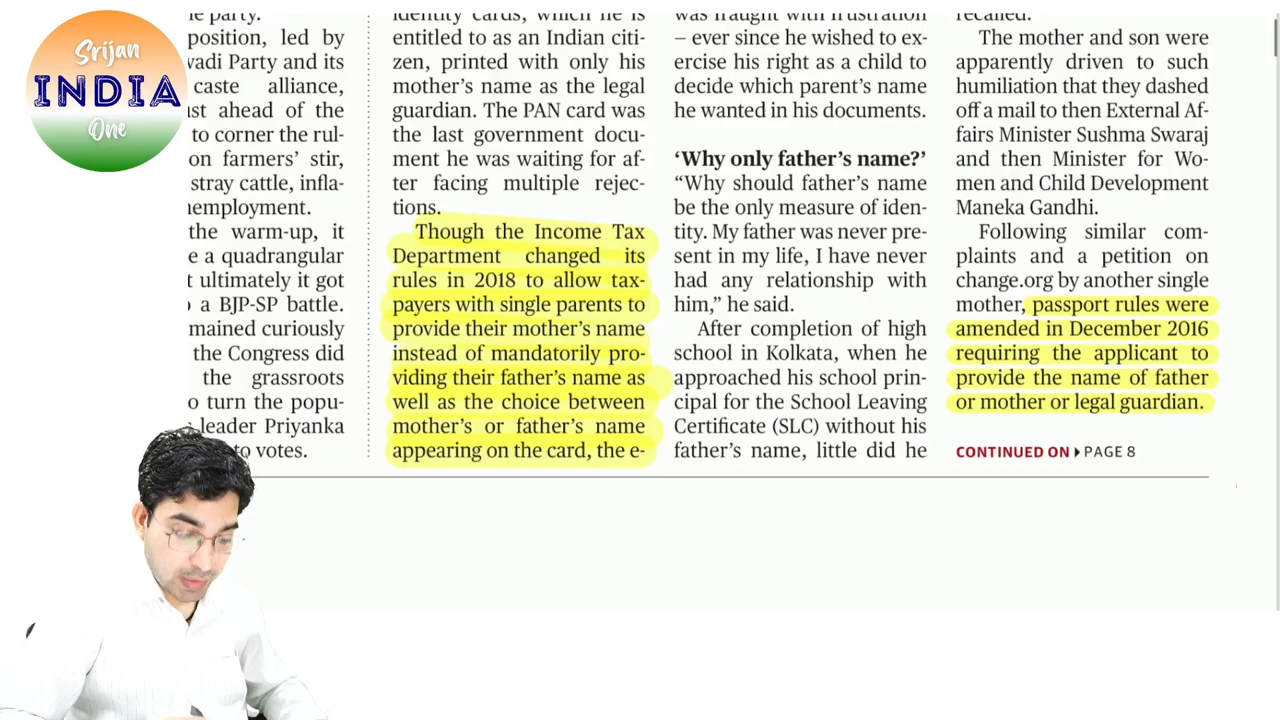 Srijan
INDIA
One
party.
position, led by
Party and its
caste alliance,
ahead of the
to corner the rul-
on farmers’ stir,
stray cattle, infla-
the warm-up, it
a quadrangular
ultimately it got
a BJP-SP battle.
curiously
the Congress did
the grassroots
turn the popu-
leader Priyanka
to votes.
identity cards, which he is
entitled to as an Indian citi-
zen, printed with only his
mother’s name as the legal
guardian. The PAN card was
the last government docu-
ment he was waiting for af-
ter facing multiple rejec-
tions.
Though the Income Tax
Department changed its
rules in 2018 to allow tax-
payers with single parents to
provide their mother’s name
instead of mandatorily pro-
viding their father’s name as
well as the choice between
mother’s or father’s name
appearing on the card, the e-
was fraught with frustration
– ever since he wished to ex-
ercise his right as a child to
decide which parent’s name
he wanted in his documents.
‘Why only father’s name?’
“Why should father’s name
be the only measure of iden-
tity. My father was never pre-
sent in my life, I have never
had any relationship with
him,” he said.
After completion of high
school in Kolkata, when he
approached his school prin-
cipal for the School Leaving
Certificate (SLC) without his
father’s name, little did he
recalled.
The mother and son were
apparently driven to such
humiliation that they dashed
off a mail to then External Af-
fairs Minister Sushma Swaraj
and then Minister for Wo-
men and Child Development
Maneka Gandhi.
Following similar com-
plaints and a petition on
change.org by another single
mother, passport rules were
amended in December 2016
requiring the applicant to
provide the name of father
or mother or legal guardian.
CONTINUED ON PAGE 8